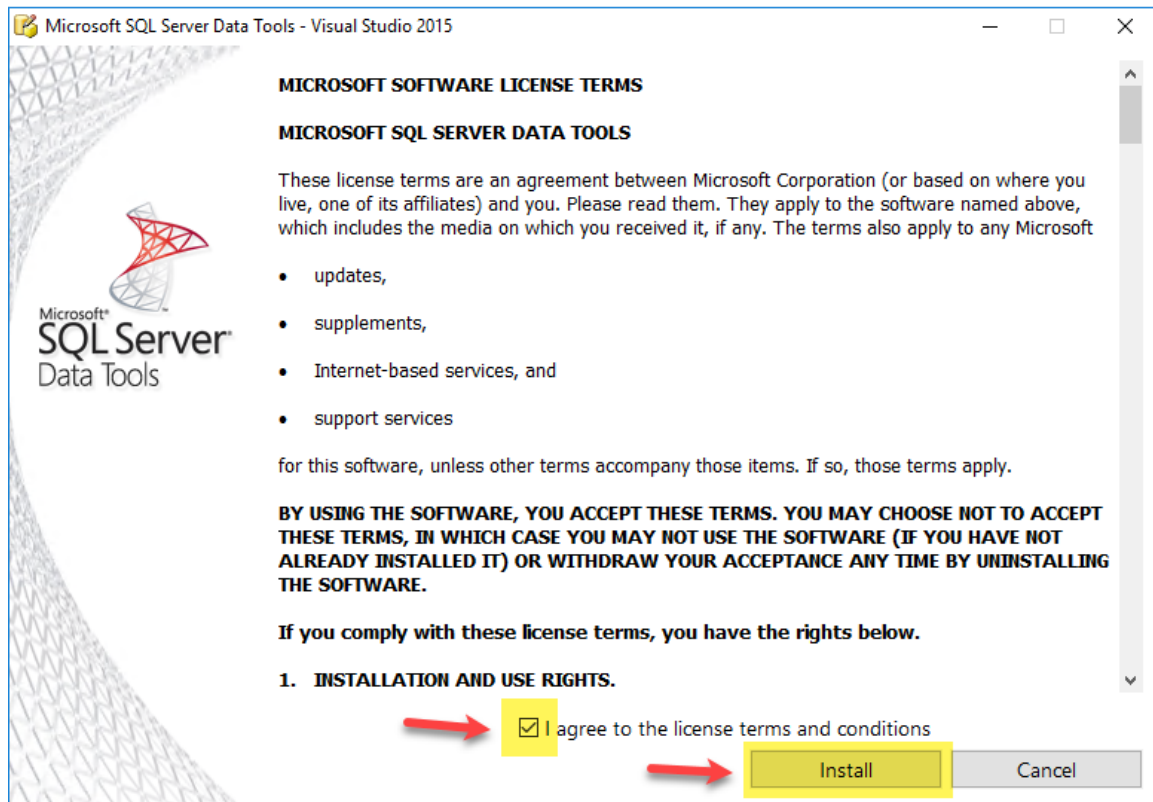 Microsoft SQL Server Data Tools - Visual Studio 2015
MICROSOFT SOFTWARE LICENSE TERMS
MICROSOFT SQL SERVER DATA TOOLS
These license terms are an agreement between Microsoft Corporation (or based on where you
live, one of its affiliates) and you. Please read them. They apply to the software named above,
which includes the media on which you received it, if any. The terms also apply to any Microsoft
• updates,
• supplements,
• Internet-based services, and
• support services
for this software, unless other terms accompany those items. If so, those terms apply.
BY USING THE SOFTWARE, YOU ACCEPT THESE TERMS. YOU MAY CHOOSE NOT TO ACCEPT
THESE TERMS, IN WHICH CASE YOU MAY NOT USE THE SOFTWARE (IF YOU HAVE NOT
ALREADY INSTALLED IT) OR WITHDRAW YOUR ACCEPTANCE ANY TIME BY UNINSTALLING
THE SOFTWARE.
If you comply with these license terms, you have the rights below.
1. INSTALLATION AND USE RIGHTS.
Microsoft®
SQL Server®
Data Tools
I agree to the license terms and conditions
Install Cancel